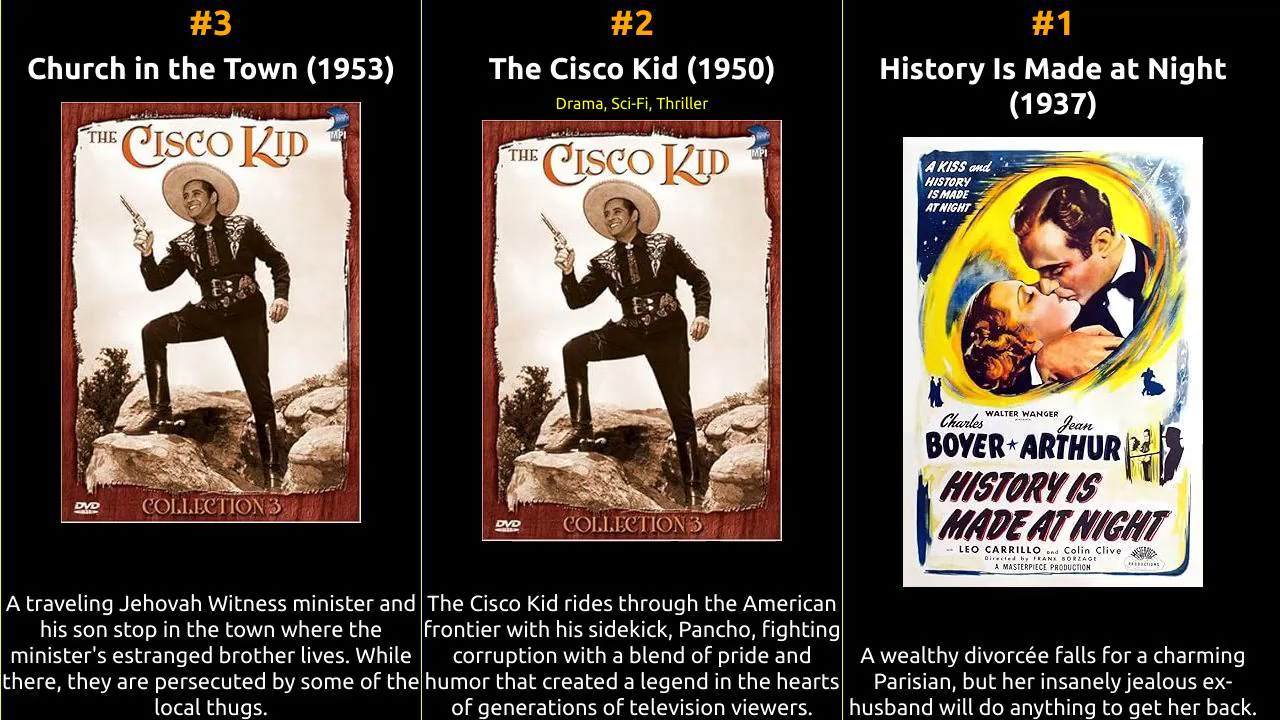 #3
Church in the Town (1953)
THE CISCO KID
MPI
DVD
COLLECTION 3
A traveling Jehovah Witness minister and
his son stop in the town where the
minister's estranged brother lives. While
there, they are persecuted by some of the
local thugs.
#2
The Cisco Kid (1950)
Drama, Sci-Fi, Thriller
THE CISCO KID
MPI
DVD
COLLECTION 3
The Cisco Kid rides through the American
frontier with his sidekick, Pancho, fighting
corruption with a blend of pride and
humor that created a legend in the hearts
of generations of television viewers.
#1
History Is Made at Night
(1937)
A KISS and
HISTORY
IS MADE
AT NIGHT
WALTER WANGER
Charles Jean
BOYER ★ ARTHUR
HISTORY IS
MADE AT NIGHT
LEO CARRILLO and Colin Clive
Directed by FRANK BORZAGE
A MASTERPIECE PRODUCTION
PRODUCTIONS
A wealthy divorcée falls for a charming
Parisian, but her insanely jealous ex-
husband will do anything to get her back.